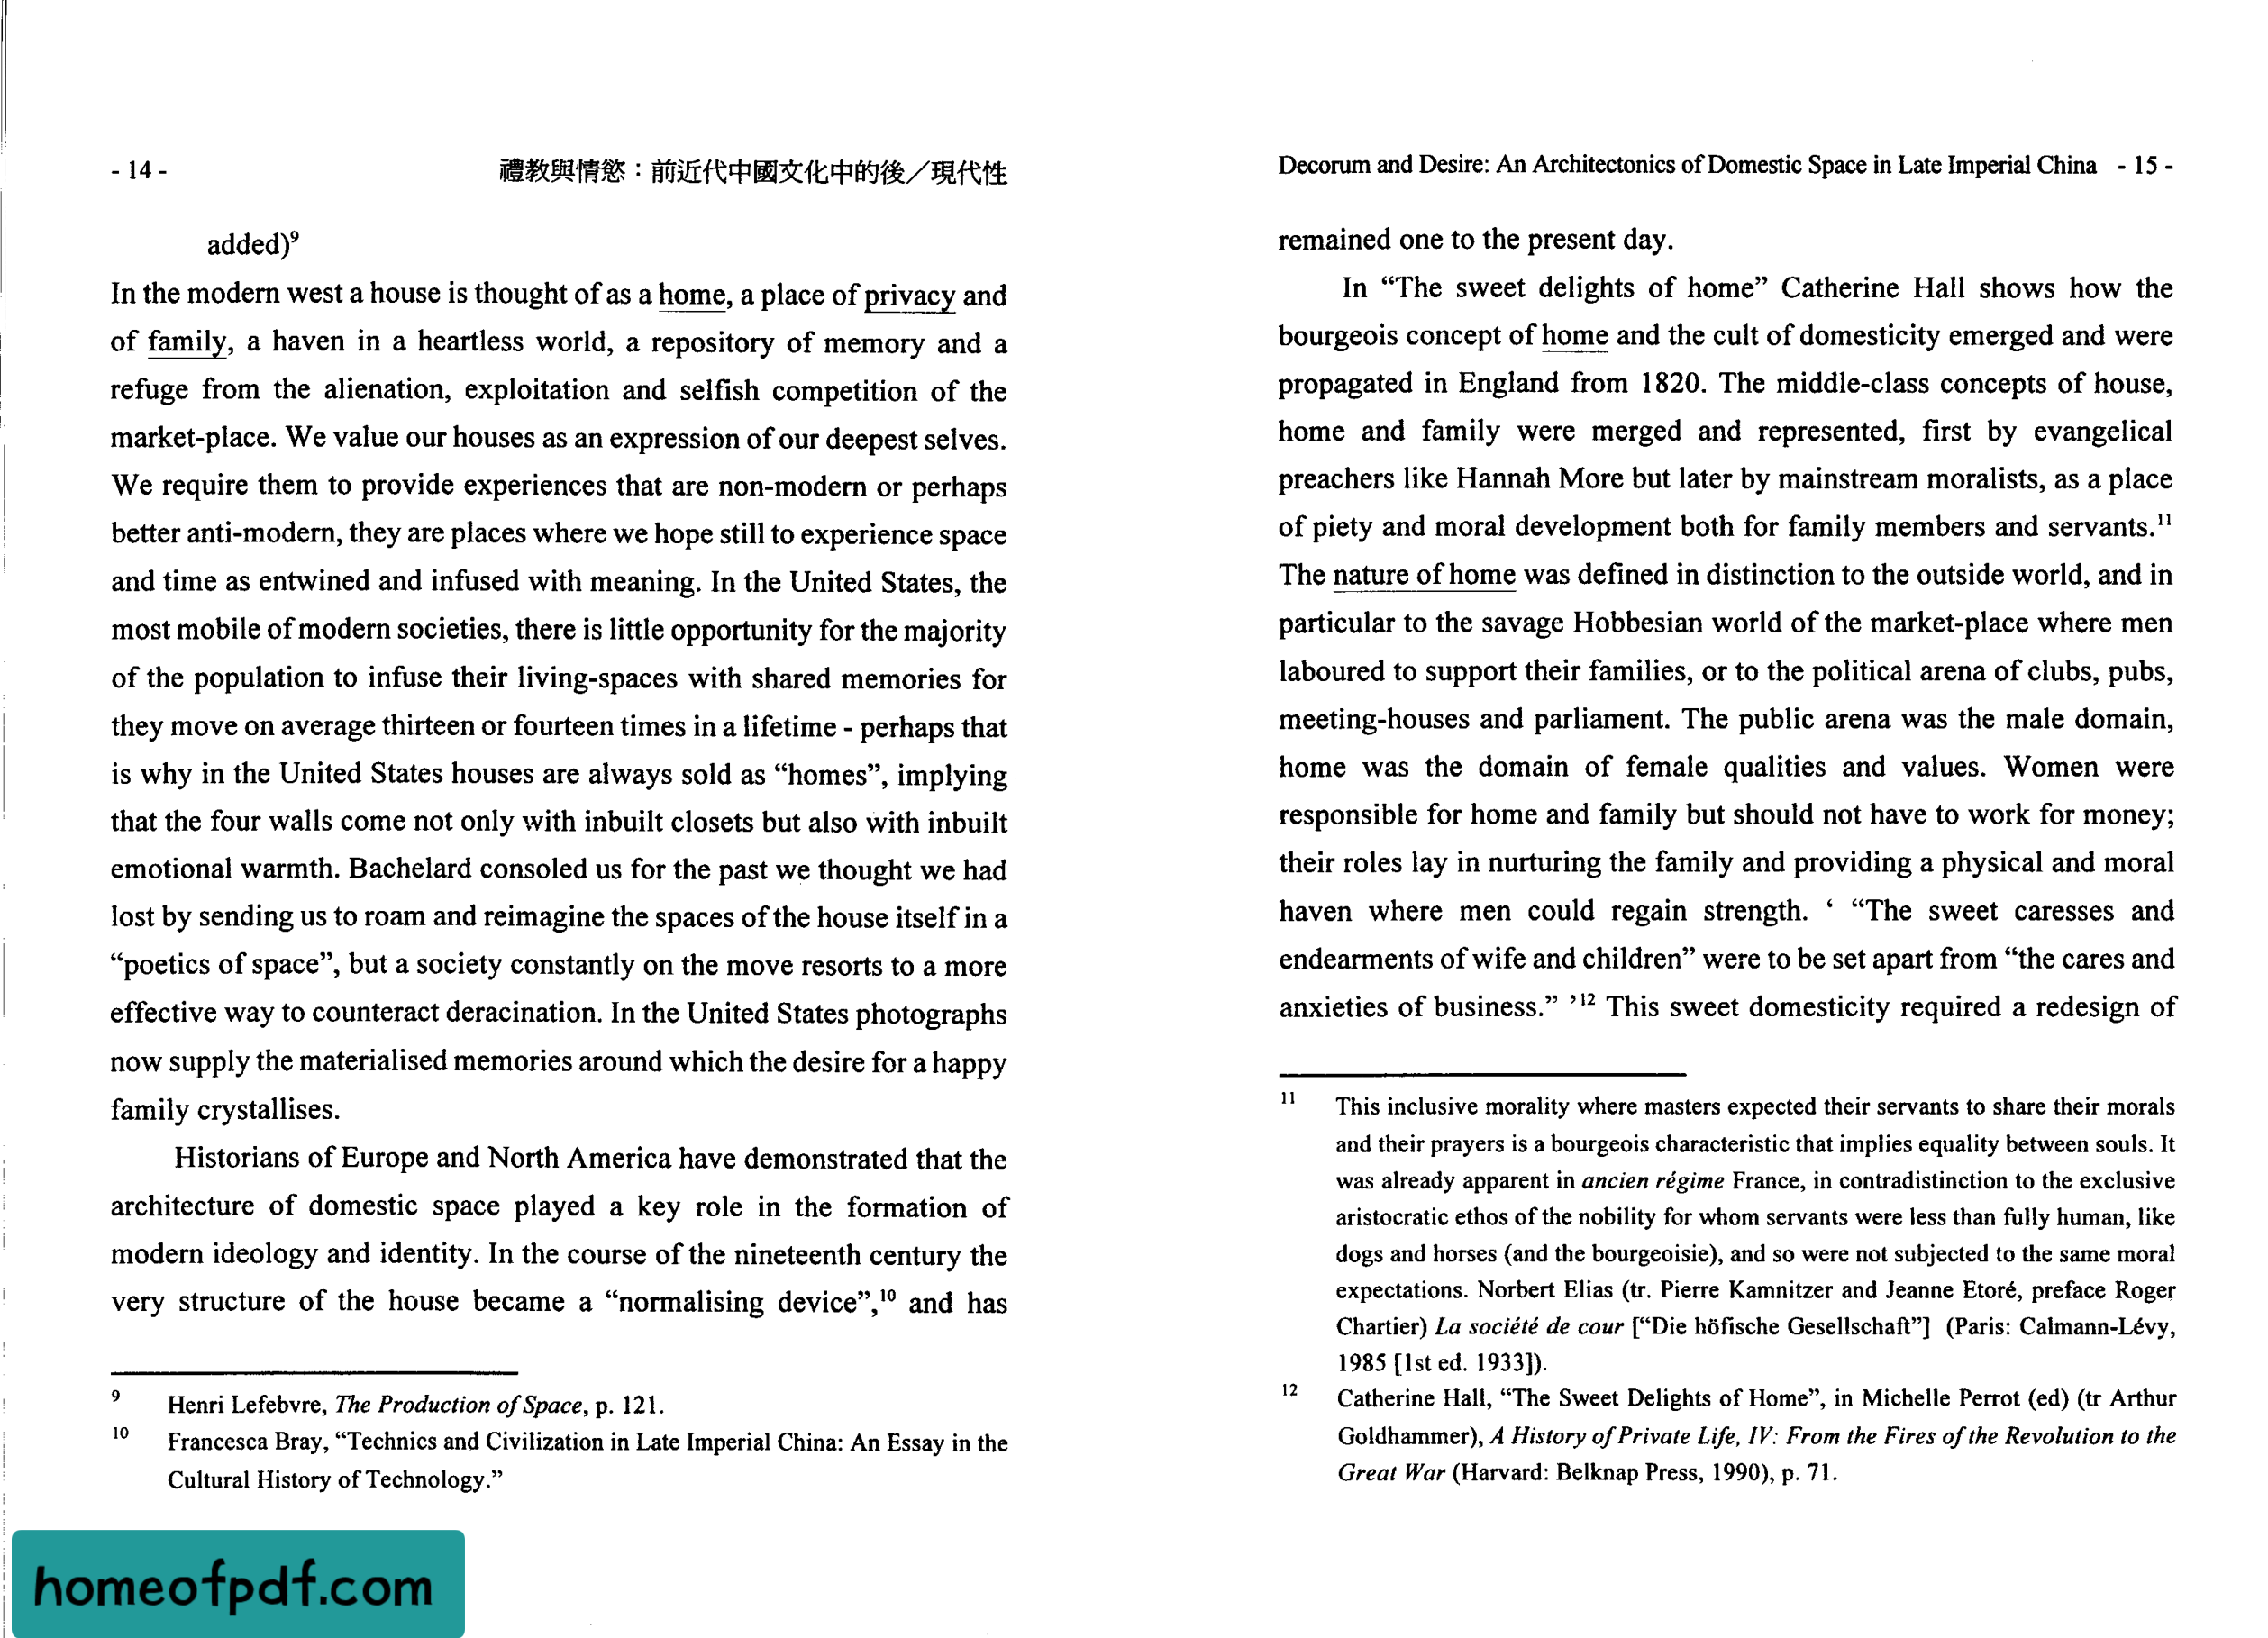 - 14 -
禮教與情慾：前近代中國文化中的後／現代性
added)9
In the modern west a house is thought of as a home, a place of privacy and
of family, a haven in a heartless world, a repository of memory and a
refuge from the alienation, exploitation and selfish competition of the
market-place. We value our houses as an expression of our deepest selves.
We require them to provide experiences that are non-modern or perhaps
better anti-modern, they are places where we hope still to experience space
and time as entwined and infused with meaning. In the United States, the
most mobile of modern societies, there is little opportunity for the majority
of the population to infuse their living-spaces with shared memories for
they move on average thirteen or fourteen times in a lifetime - perhaps that
is why in the United States houses are always sold as “homes”, implying
that the four walls come not only with inbuilt closets but also with inbuilt
emotional warmth. Bachelard consoled us for the past we thought we had
lost by sending us to roam and reimagine the spaces of the house itself in a
“poetics of space”, but a society constantly on the move resorts to a more
effective way to counteract deracination. In the United States photographs
now supply the materialised memories around which the desire for a happy
family crystallises.
Historians of Europe and North America have demonstrated that the
architecture of domestic space played a key role in the formation of
modern ideology and identity. In the course of the nineteenth century the
very structure of the house became a “normalising device”,10 and has
9 Henri Lefebvre, The Production of Space, p. 121.
10 Francesca Bray, “Technics and Civilization in Late Imperial China: An Essay in the
Cultural History of Technology.”
homeofpdf.com
Decorum and Desire: An Architectonics of Domestic Space in Late Imperial China - 15 -
remained one to the present day.
In “The sweet delights of home” Catherine Hall shows how the
bourgeois concept of home and the cult of domesticity emerged and were
propagated in England from 1820. The middle-class concepts of house,
home and family were merged and represented, first by evangelical
preachers like Hannah More but later by mainstream moralists, as a place
of piety and moral development both for family members and servants.11
The nature of home was defined in distinction to the outside world, and in
particular to the savage Hobbesian world of the market-place where men
laboured to support their families, or to the political arena of clubs, pubs,
meeting-houses and parliament. The public arena was the male domain,
home was the domain of female qualities and values. Women were
responsible for home and family but should not have to work for money;
their roles lay in nurturing the family and providing a physical and moral
haven where men could regain strength. ‘ “The sweet caresses and
endearments of wife and children” were to be set apart from “the cares and
anxieties of business.” ’12 This sweet domesticity required a redesign of
11 This inclusive morality where masters expected their servants to share their morals
and their prayers is a bourgeois characteristic that implies equality between souls. It
was already apparent in ancien régime France, in contradistinction to the exclusive
aristocratic ethos of the nobility for whom servants were less than fully human, like
dogs and horses (and the bourgeoisie), and so were not subjected to the same moral
expectations. Norbert Elias (tr. Pierre Kamnitzer and Jeanne Etoré, preface Roger
Chartier) La société de cour [“Die höfische Gesellschaft”] (Paris: Calmann-Lévy,
1985 [1st ed. 1933]).
12 Catherine Hall, “The Sweet Delights of Home”, in Michelle Perrot (ed) (tr Arthur
Goldhammer), A History of Private Life, IV: From the Fires of the Revolution to the
Great War (Harvard: Belknap Press, 1990), p. 71.